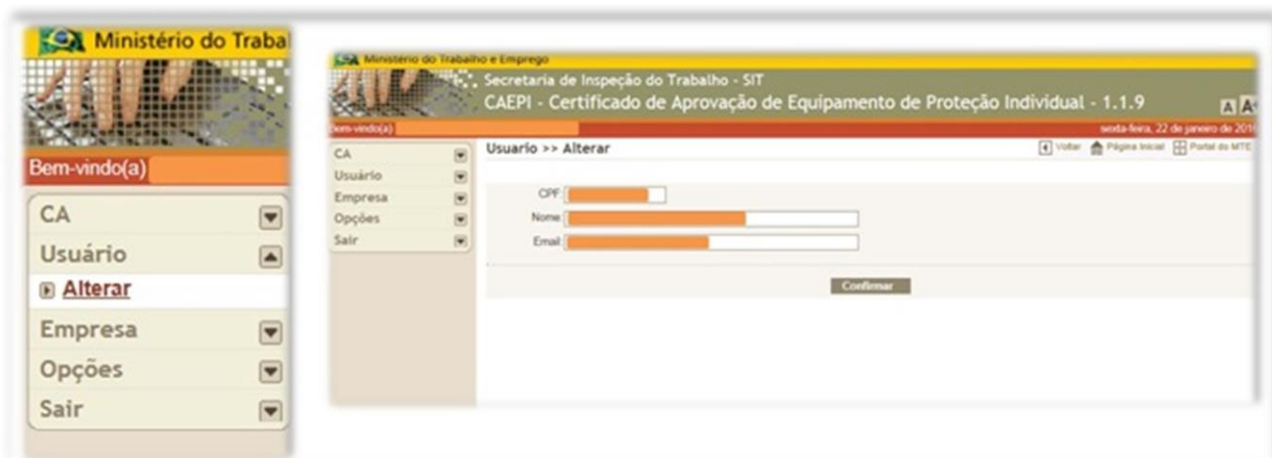 Ministério do Traba
Bem-vindo(a)
CA
Usuário
Alterar
Empresa
Opções
Sair
Ministério do Trabalho e Emprego
Secretaria de Inspeção do Trabalho - SIT
CAEPI - Certificado de Aprovação de Equipamento de Proteção Individual - 1.1.9
A A
Bem-vindo(a)
sexta-feira, 22 de janeiro de 201
CA
Usuário
Empresa
Opções
Sair
Usuario >> Alterar
Voltar Página Inicial Portal do MTE
CPF:
Nome:
Email:
Confirmar